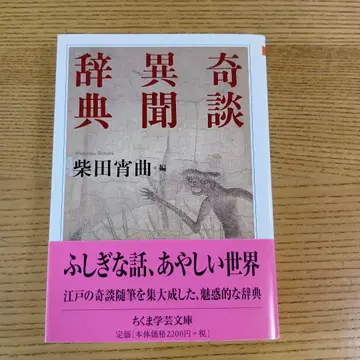 奇談
異聞
辞典
柴田宵曲・編
ふしぎな話、あやしい世界
江戸の奇談随筆を集大成した、魅惑的な辞典
ちくま学芸文庫
定価[本体価格2200円+税]